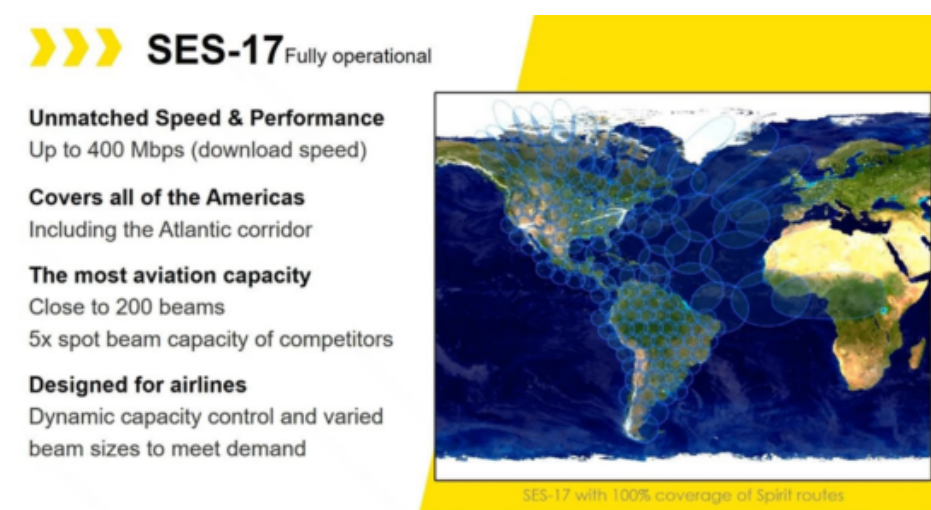 SES-17 Fully operational
Unmatched Speed & Performance
Up to 400 Mbps (download speed)
Covers all of the Americas
Including the Atlantic corridor
The most aviation capacity
Close to 200 beams
5x spot beam capacity of competitors
Designed for airlines
Dynamic capacity control and varied
beam sizes to meet demand
SES-17 with 100% coverage of Spirit routes